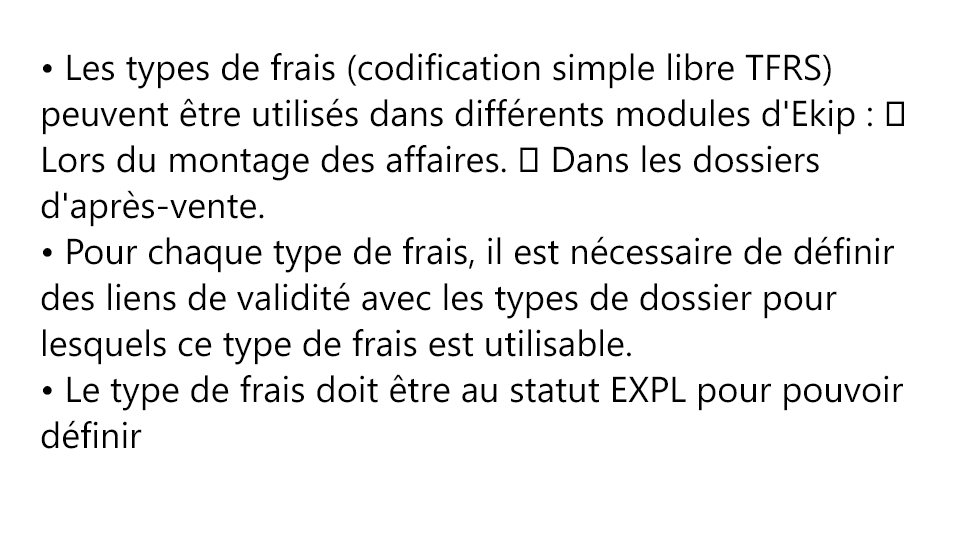 • Les types de frais (codification simple libre TFRS)
peuvent être utilisés dans différents modules d'Ekip : 
Lors du montage des affaires.  Dans les dossiers
d'après-vente.
• Pour chaque type de frais, il est nécessaire de définir
des liens de validité avec les types de dossier pour
lesquels ce type de frais est utilisable.
• Le type de frais doit être au statut EXPL pour pouvoir
définir